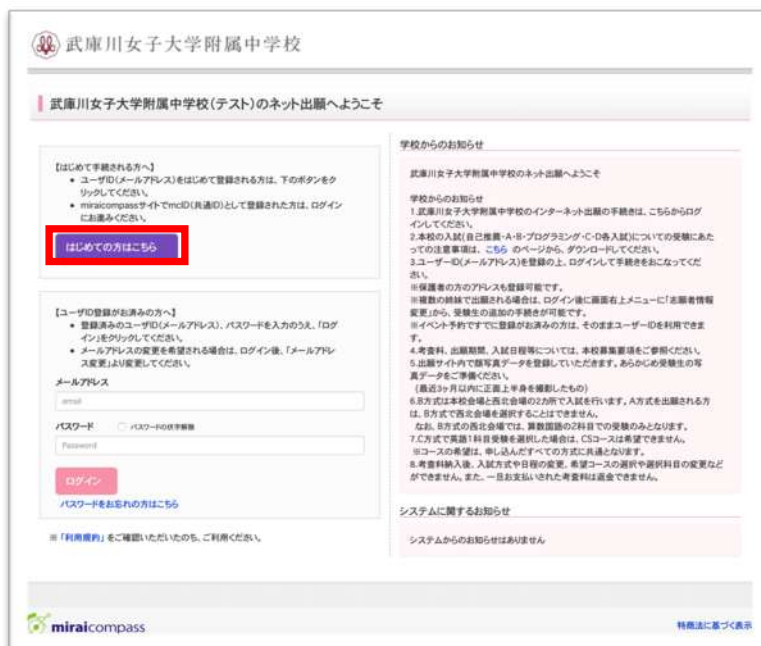 武庫川女子大学附属中学校
武庫川女子大学附属中学校(テスト)のネット出願へようこそ
【はじめて手続される方へ】
• ユーザID(メールアドレス)をはじめて登録される方は、下のボタンをク
リックしてください。
• miraicompassサイトでmcID(共通ID)として登録された方は、ログイン
にお進みください。
はじめての方はこちら
【ユーザID登録がお済みの方へ】
• 登録済みのユーザID(メールアドレス)、パスワードを入力のうえ、「ログ
イン」をクリックしてください。
• メールアドレスの変更を希望される場合は、ログイン後、「メールアドレ
ス変更」より変更してください。
メールアドレス
email
パスワード パスワードの伏字解除
Password
ログイン
パスワードをお忘れの方はこちら
※「利用規約」をご確認いただいたのち、ご利用ください。
学校からのお知らせ
武庫川女子大学附属中学校のネット出願へようこそ
学校からのお知らせ
1.武庫川女子大学附属中学校のインターネット出願の手続きは、こちらからログ
インしてください。
2.本校の入試(自己推薦・A・B・プログラミング・C・D各入試)についての受験にあた
っての注意事項は、こちら のページから、ダウンロードしてください。
3.ユーザーID(メールアドレス)を登録の上、ログインして手続きをおこなってくだ
さい。
※保護者の方のアドレスも登録可能です。
※複数の姉妹で出願される場合は、ログイン後に画面右上メニューに「志願者情報
変更」から、受験生の追加の手続きが可能です。
※イベント予約ですでに登録がお済みの方は、そのままユーザーIDを利用できま
す。
4.考査料、出願期間、入試日程等については、本校募集要項をご参照ください。
5.出願サイト内で顔写真データを登録していただきます。あらかじめ受験生の写
真データをご準備ください。
(最近3ヶ月以内に正面上半身を撮影したもの)
6.B方式は本校会場と西北会場の2カ所で入試を行います。A方式を出願される方
は、B方式で西北会場を選択することはできません。
なお、B方式の西北会場では、算数国語の2科目での受験のみとなります。
7.C方式で英語1科目受験を選択した場合は、CSコースは希望できません。
※コースの希望は、申し込んだすべての方式に共通となります。
8.考査料納入後、入試方式や日程の変更、希望コースの選択や選択科目の変更など
ができません。また、一旦お支払いされた考査料は返金できません。
システムに関するお知らせ
システムからのお知らせはありません
miraicompass
特商法に基づく表示